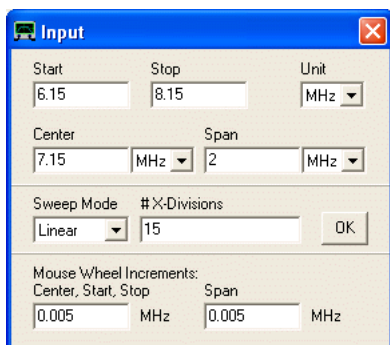 Input
Start Stop Unit
6.15 8.15 MHz
Center Span
7.15 MHz 2 MHz
Sweep Mode # X-Divisions
Linear 15 OK
Mouse Wheel Increments:
Center, Start, Stop Span
0.005 MHz 0.005 MHz